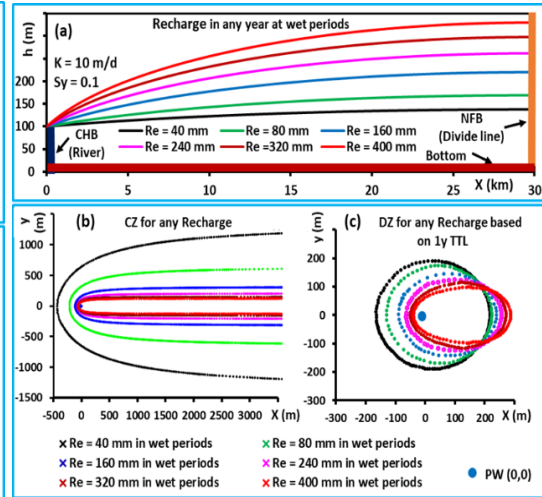 (a)
Recharge in any year at wet periods
h (m)
K = 10 m/d
Sy = 0.1
200
150
100
50
0
CHB
(River)
Re = 40 mm
Re = 80 mm
Re = 160 mm
Re = 240 mm
Re =320 mm
Re = 400 mm
NFB
(Divide line)
Bottom
0
5
10
15
20
25
30
X (km)
y (m)
(b)
CZ for any Recharge
1000
500
0
-500
-1000
-1500
-500
0
500
1000 1500 2000 2500 3000
X (m)
(c)
DZ for any Recharge based
on 1y TTL
y (m)
300
200
100
0
-100
-200
-300
-300
-200
-100
0
100
200
X (m)
Re = 40 mm in wet periods
Re = 80 mm in wet periods
Re = 160 mm in wet periods
Re = 240 mm in wet periods
Re = 320 mm in wet periods
Re = 400 mm in wet periods
PW (0,0)